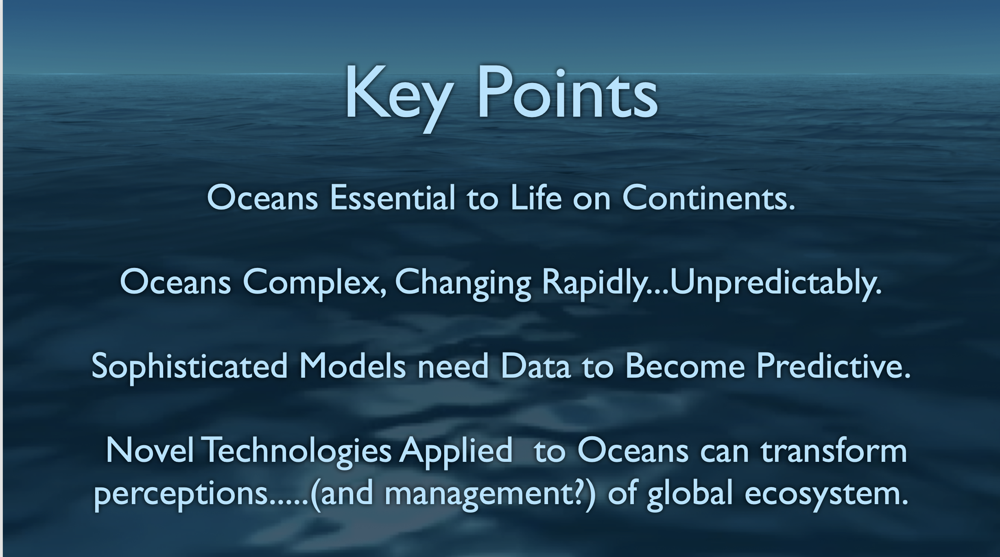 Key Points
Oceans Essential to Life on Continents.
Oceans Complex, Changing Rapidly...Unpredictably.
Sophisticated Models need Data to Become Predictive.
Novel Technologies Applied  to Oceans can transform
perceptions.....(and management?) of global ecosystem.